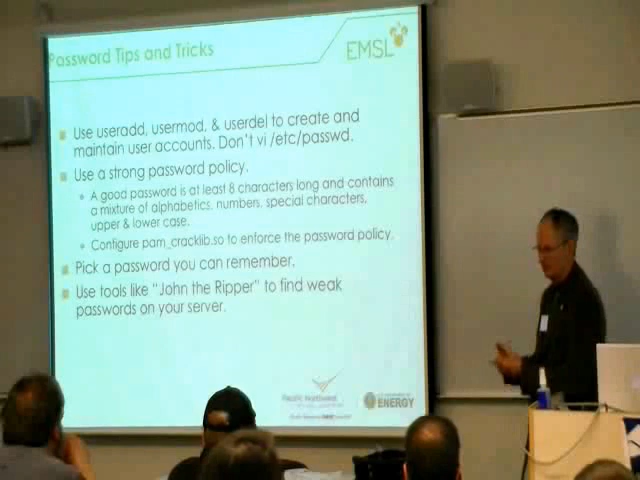 Password Tips and Tricks
EMSL
Use useradd, usermod, & userdel to create and
maintain user accounts. Don't vi /etc/passwd.
Use a strong password policy.
A good password is at least 8 characters long and contains
a mixture of alphabetics, numbers, special characters,
upper & lower case.
Configure pam_cracklib.so to enforce the password policy.
Pick a password you can remember.
Use tools like "John the Ripper" to find weak
passwords on your server.
Pacific Northwest
ENERGY